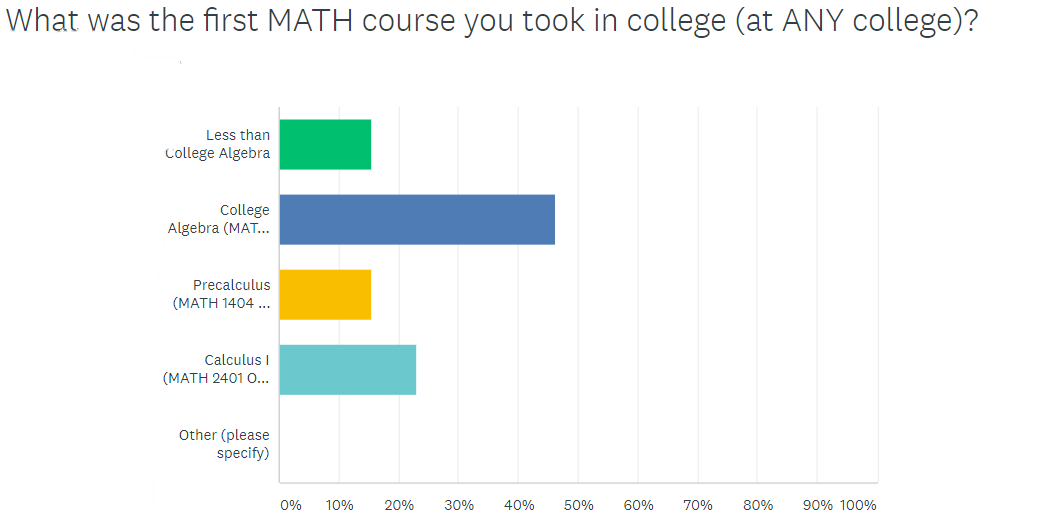 What was the first MATH course you took in college (at ANY college)?
Less than
College Algebra
College
Algebra (MAT...
Precalculus
(MATH 1404 ...
Calculus I
(MATH 2401 O...
Other (please
specify)
0% 10% 20% 30% 40% 50% 60% 70% 80% 90% 100%